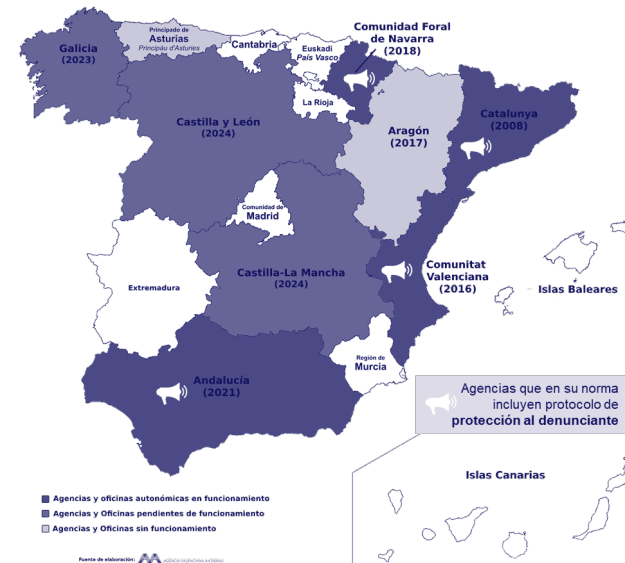 Comunidad Foral
de Navarra
(2018)
Principado de
Asturias
Principáu d'Asturies
Cantabria
Euskadi
País Vasco
Galicia
(2023)
La Rioja
Castilla y León
(2024)
Aragón
(2017)
Catalunya
(2008)
Comunidad de
Madrid
Comunitat
Valenciana
(2016)
Islas Baleares
Castilla-La Mancha
(2024)
Extremadura
Región de
Murcia
Andalucía
(2021)
Agencias que en su norma
incluyen protocolo de
protección al denunciante
Islas Canarias
Agencias y oficinas autonómicas en funcionamiento
Agencias y Oficinas pendientes de funcionamiento
Agencias y Oficinas sin funcionamiento
Fuente de elaboración: